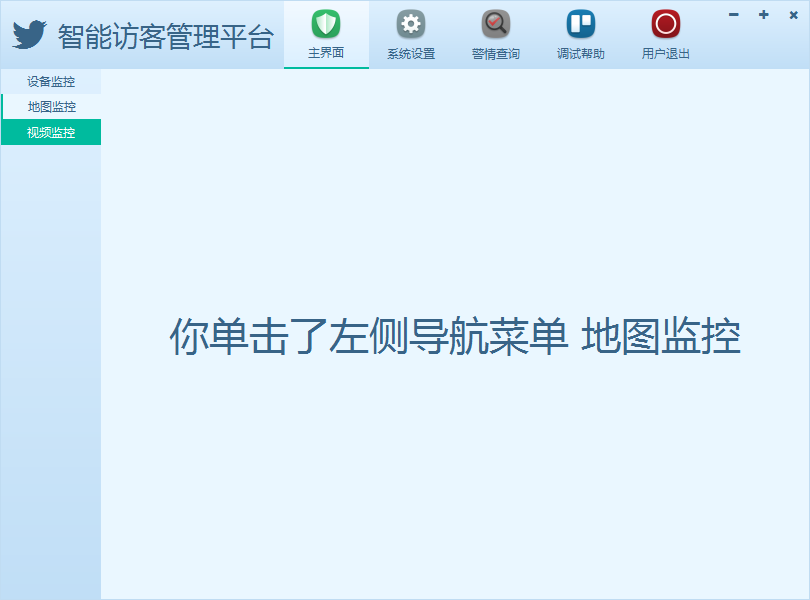 智能访客管理平台
主界面
系统设置
警情查询
调试帮助
用户退出
设备监控
地图监控
视频监控
你单击了左侧导航菜单 地图监控